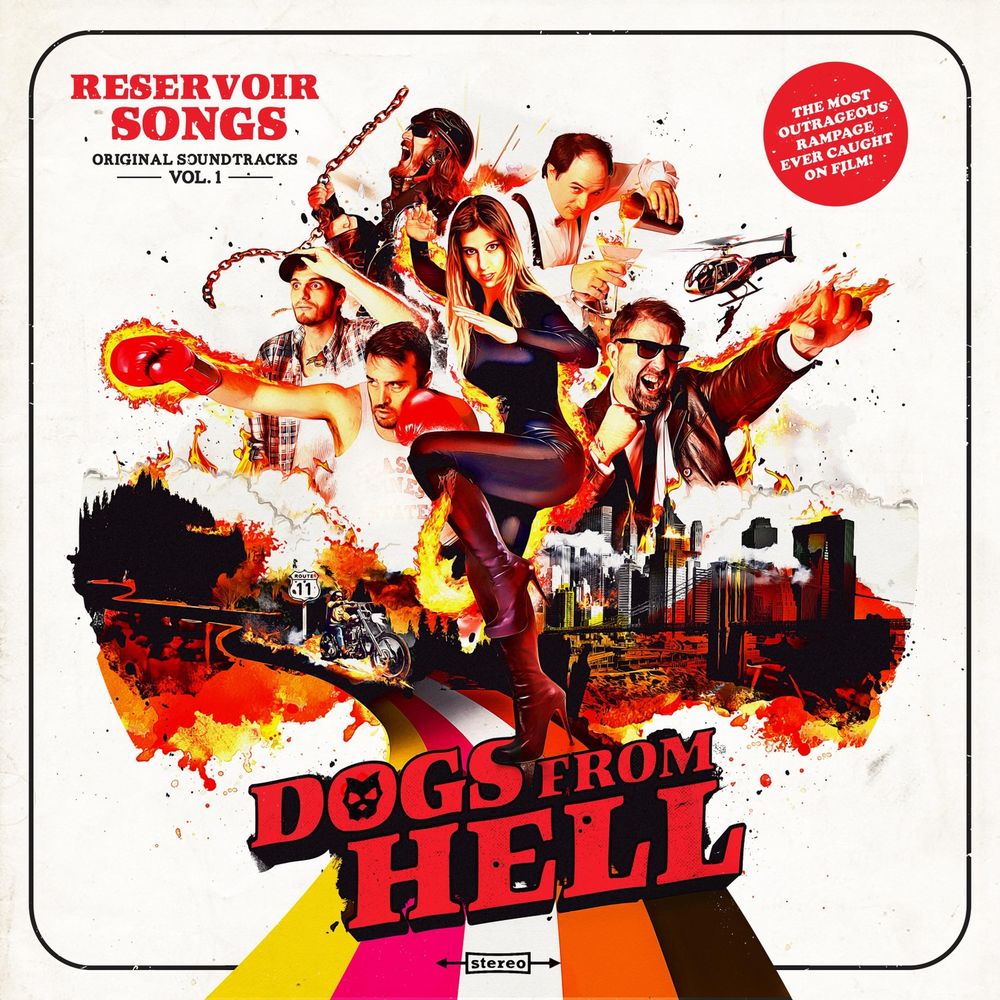 RESERVOIR
SONGS
ORIGINAL SOUNDTRACKS
VOL. 1
THE MOST
OUTRAGEOUS
RAMPAGE
EVER CAUGHT
ON FILM!
ROUTE
11
DOGS FROM
HELL
stereo